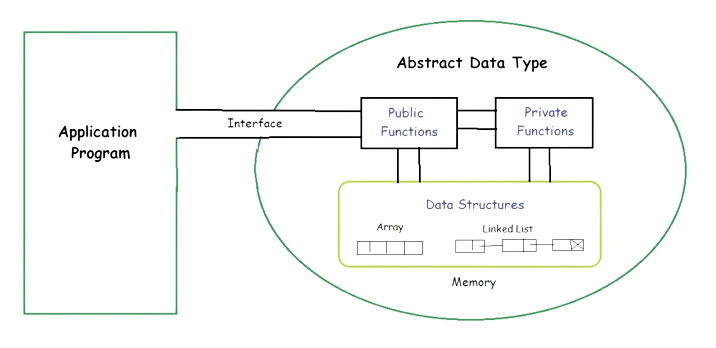 Abstract Data Type
Application
Program
Interface
Public
Functions
Private
Functions
Data Structures
Array
Linked List
Memory